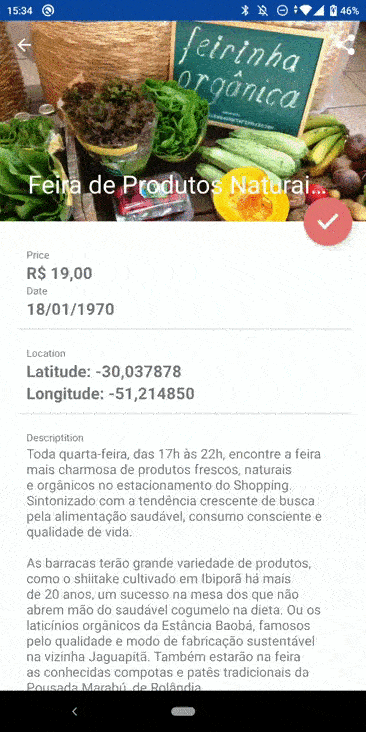 15:34
46%
feirinha
orgânica
Feira de Produtos Naturai...
Price
R$ 19,00
Date
18/01/1970
Location
Latitude: -30,037878
Longitude: -51,214850
Descriptition
Toda quarta-feira, das 17h às 22h, encontre a feira
mais charmosa de produtos frescos, naturais
e orgânicos no estacionamento do Shopping.
Sintonizado com a tendência crescente de busca
pela alimentação saudável, consumo consciente e
qualidade de vida.
As barracas terão grande variedade de produtos,
como o shiitake cultivado em Ibiporã há mais
de 20 anos, um sucesso na mesa dos que não
abrem mão do saudável cogumelo na dieta. Ou os
laticínios orgânicos da Estância Baobá, famosos
pelo qualidade e modo de fabricação sustentável
na vizinha Jaguapitã. Também estarão na feira
as conhecidas compotas e patês tradicionais da
Pousada Marabú, de Rolândia.